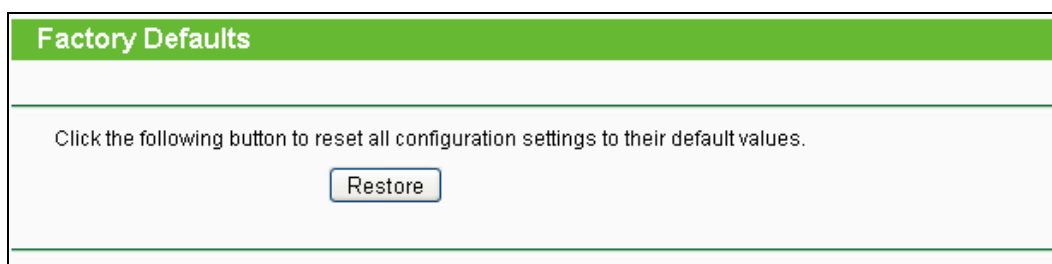 Factory Defaults
Click the following button to reset all configuration settings to their default values.
Restore